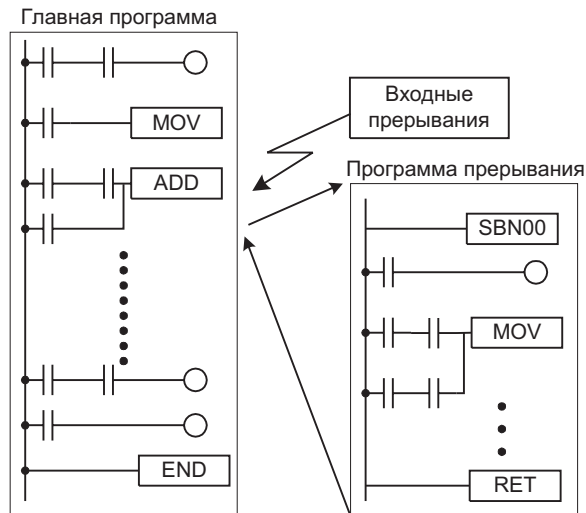 Главная программа
MOV
ADD
END
Входные
прерывания
Программа прерывания
SBN00
MOV
RET